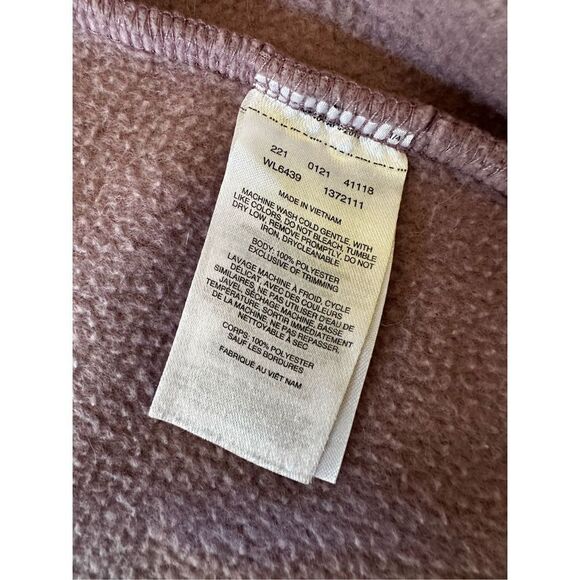 1/4
221 0121 41118
WL6439 1372111
MADE IN VIETNAM
MACHINE WASH COLD GENTLE, WITH
LIKE COLORS, DO NOT BLEACH, TUMBLE
DRY LOW, REMOVE PROMPTLY, DO NOT
IRON, DRYCLEANABLE
BODY: 100% POLYESTER
EXCLUSIVE OF TRIMMING
LAVAGE MACHINE À FROID, CYCLE
DÉLICAT, AVEC DES COULEURS
SIMILAIRES, NE PAS UTILISER D'EAU DE
JAVEL, SÉCHAGE MACHINE, BASSE
TEMPÉRATURE, SORTIR IMMÉDIATEMENT
DE LA MACHINE, NE PAS REPASSER,
NETTOYABLE À SEC
CORPS: 100% POLYESTER
SAUF LES BORDURES
FABRIQUÉ AU VIÊT NAM